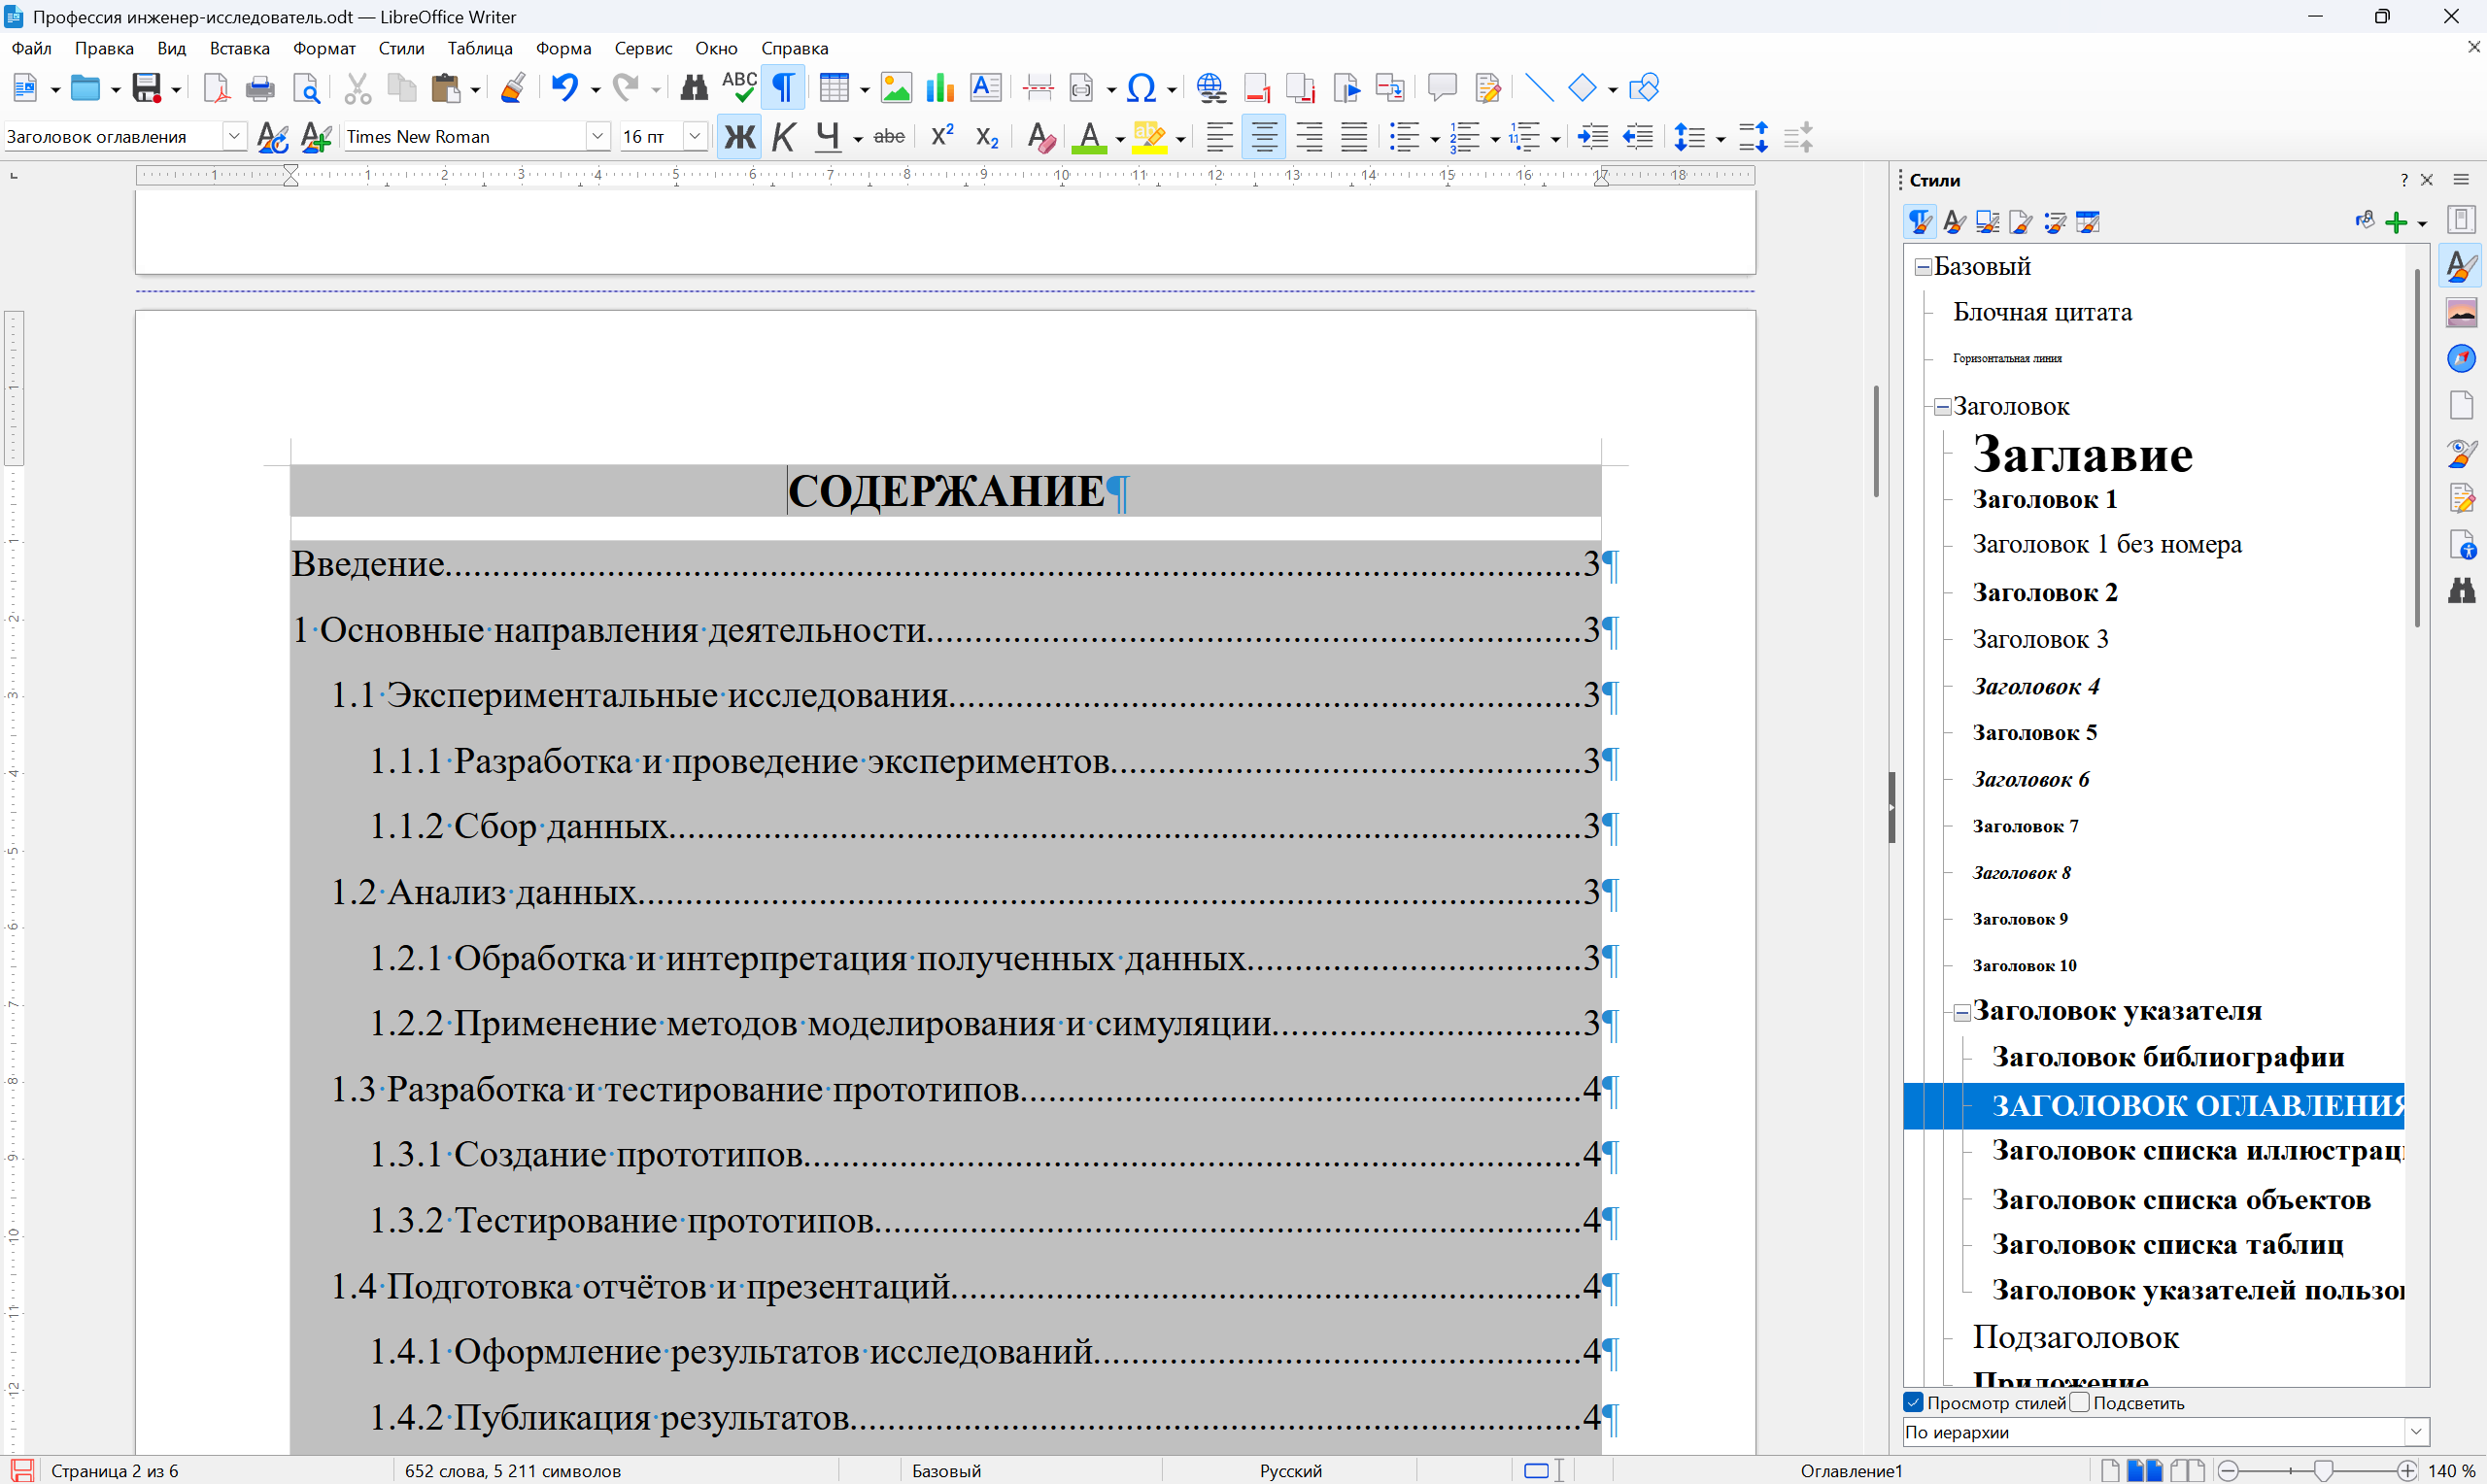 Профессия инженер-исследователь.odt — LibreOffice Writer
Файл Правка Вид Вставка Формат Стили Таблица Форма Сервис Окно Справка
Заголовок оглавления Times New Roman 16 пт
Стили
СОДЕРЖАНИЕ¶
Введение....3¶
1 Основные направления деятельности....3¶
1.1 Экспериментальные исследования....3¶
1.1.1 Разработка и проведение экспериментов....3¶
1.1.2 Сбор данных....3¶
1.2 Анализ данных....3¶
1.2.1 Обработка и интерпретация полученных данных....3¶
1.2.2 Применение методов моделирования и симуляции....3¶
1.3 Разработка и тестирование прототипов....4¶
1.3.1 Создание прототипов....4¶
1.3.2 Тестирование прототипов....4¶
1.4 Подготовка отчётов и презентаций....4¶
1.4.1 Оформление результатов исследований....4¶
1.4.2 Публикация результатов....4¶
Базовый
Блочная цитата
Горизонтальная линия
Заголовок
Заглавие
Заголовок 1
Заголовок 1 без номера
Заголовок 2
Заголовок 3
Заголовок 4
Заголовок 5
Заголовок 6
Заголовок 7
Заголовок 8
Заголовок 9
Заголовок 10
Заголовок указателя
Заголовок библиографии
ЗАГОЛОВОК ОГЛАВЛЕНИЯ
Заголовок списка иллюстрац
Заголовок списка объектов
Заголовок списка таблиц
Заголовок указателей пользо
Подзаголовок
Приложение
Просмотр стилей Подсветить
По иерархии
Страница 2 из 6 652 слова, 5 211 символов Базовый Русский Оглавление1 140 %